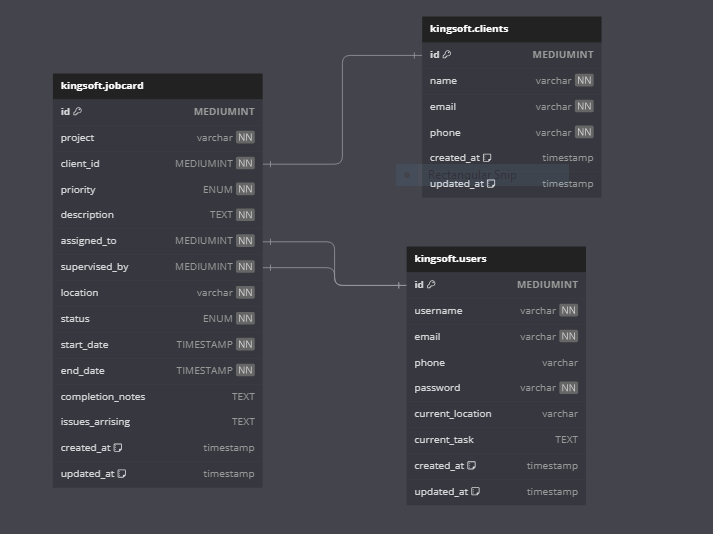 kingsoft.jobcard
id MEDIUMINT
project varchar NN
client_id MEDIUMINT NN
priority ENUM NN
description TEXT NN
assigned_to MEDIUMINT NN
supervised_by MEDIUMINT NN
location varchar NN
status ENUM NN
start_date TIMESTAMP NN
end_date TIMESTAMP NN
completion_notes TEXT
issues_arrising TEXT
created_at timestamp
updated_at timestamp
kingsoft.clients
id MEDIUMINT
name varchar NN
email varchar NN
phone varchar NN
created_at timestamp
Rectangular Snip
updated_at timestamp
kingsoft.users
id MEDIUMINT
username varchar NN
email varchar NN
phone varchar
password varchar NN
current_location varchar
current_task TEXT
created_at timestamp
updated_at timestamp